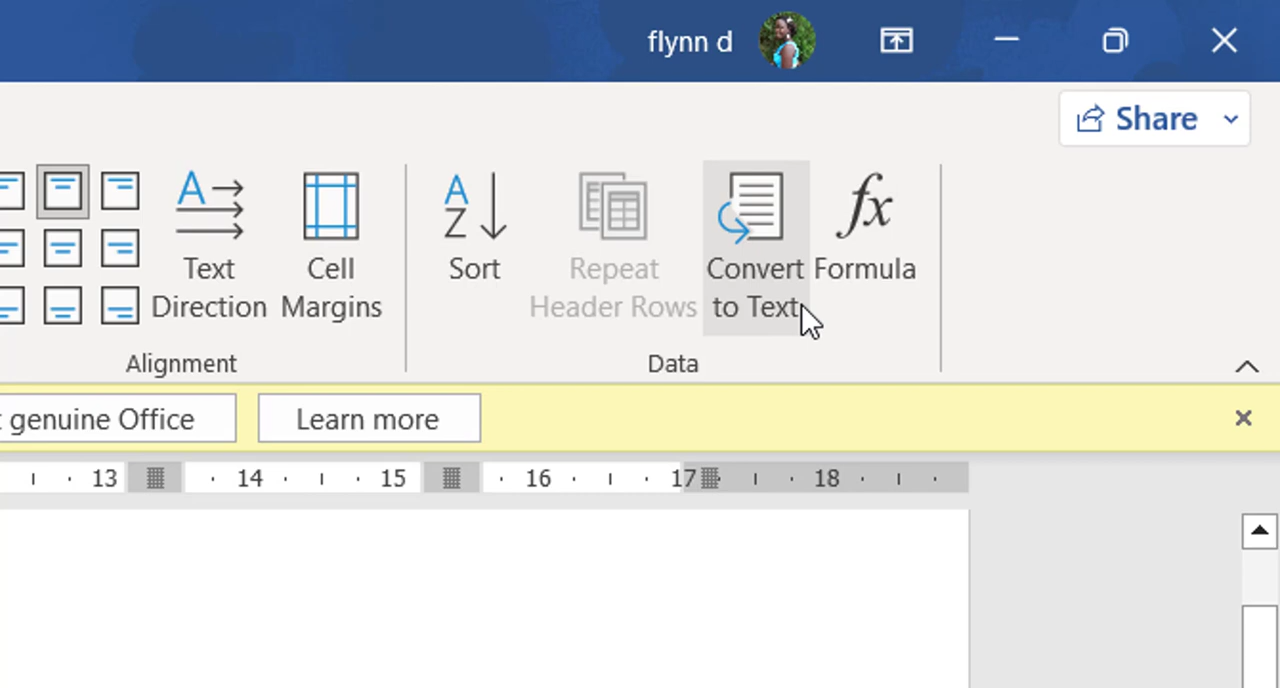 flynn d
Share
Text
Direction
Cell
Margins
A
Z
Sort
Repeat
Header Rows
Convert
to Text
fx
Formula
Alignment
Data
genuine Office
Learn more
13 14 15 16 17 18